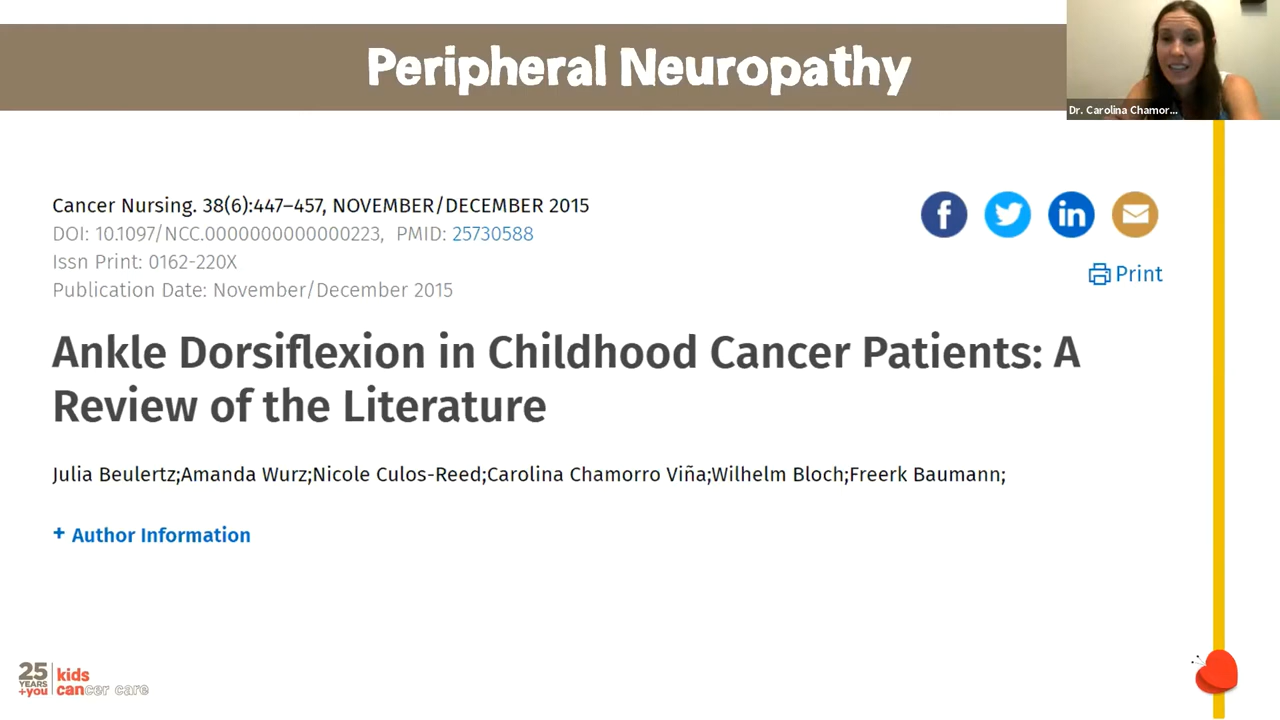 Peripheral Neuropathy
Dr. Carolina Chamor...
Cancer Nursing. 38(6):447–457, NOVEMBER/DECEMBER 2015
DOI: 10.1097/NCC.0000000000000223, PMID: 25730588
Issn Print: 0162-220X
Publication Date: November/December 2015
Print
Ankle Dorsiflexion in Childhood Cancer Patients: A
Review of the Literature
Julia Beulertz;Amanda Wurz;Nicole Culos-Reed;Carolina Chamorro Viña;Wilhelm Bloch;Freerk Baumann;
+ Author Information
25
YEARS
+you
kids
cancer care